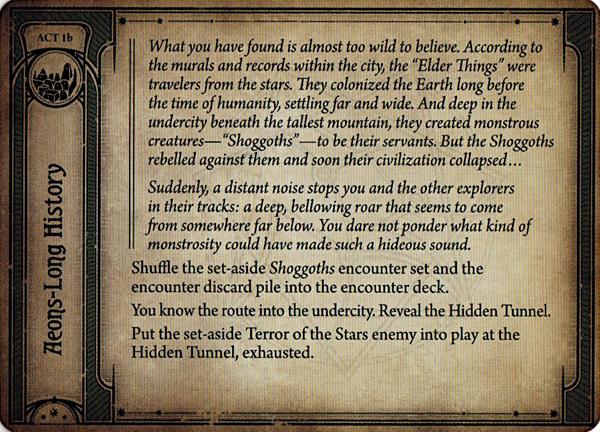 ACT 1b
Aeons-Long History
What you have found is almost too wild to believe. According to
the murals and records within the city, the “Elder Things” were
travelers from the stars. They colonized the Earth long before
the time of humanity, settling far and wide. And deep in the
undercity beneath the tallest mountain, they created monstrous
creatures—“Shoggoths”—to be their servants. But the Shoggoths
rebelled against them and soon their civilization collapsed…
Suddenly, a distant noise stops you and the other explorers
in their tracks: a deep, bellowing roar that seems to come
from somewhere far below. You dare not ponder what kind of
monstrosity could have made such a hideous sound.
Shuffle the set-aside Shoggoths encounter set and the
encounter discard pile into the encounter deck.
You know the route into the undercity. Reveal the Hidden Tunnel.
Put the set-aside Terror of the Stars enemy into play at the
Hidden Tunnel, exhausted.